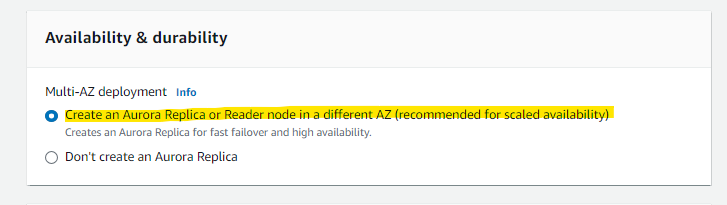 Availability & durability
Multi-AZ deployment Info
Create an Aurora Replica or Reader node in a different AZ (recommended for scaled availability)
Creates an Aurora Replica for fast failover and high availability.
Don't create an Aurora Replica